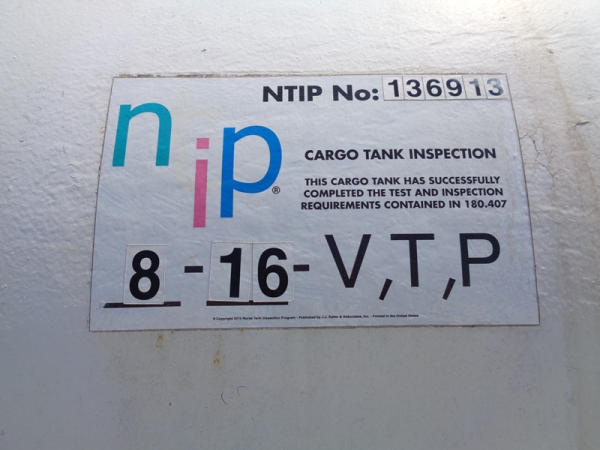 NTIP No: 136913
nip®
CARGO TANK INSPECTION
THIS CARGO TANK HAS SUCCESSFULLY
COMPLETED THE TEST AND INSPECTION
REQUIREMENTS CONTAINED IN 180.407
8 - 16 - V,T,P